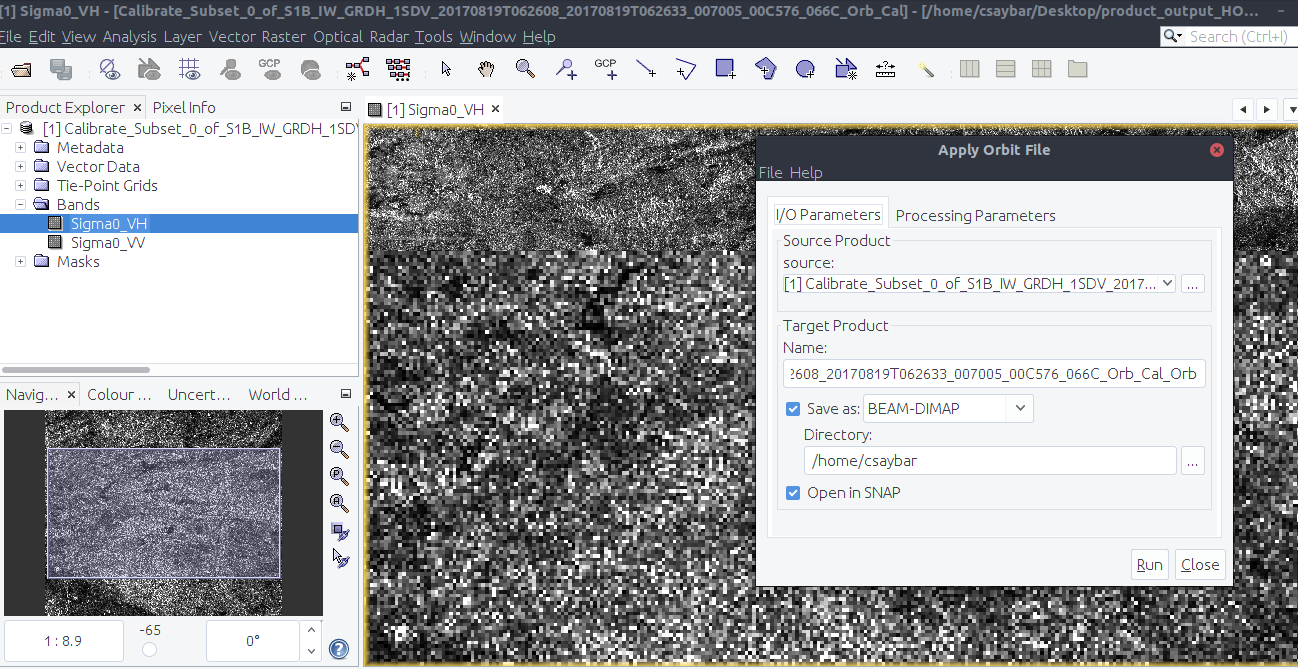 [1] Sigma0_VH - [Calibrate_Subset_0_of_S1B_IW_GRDH_1SDV_20170819T062608_20170819T062633_007005_00C576_066C_Orb_Cal] - [/home/csaybar/Desktop/product_output_HO...
File Edit View Analysis Layer Vector Raster Optical Radar Tools Window Help
Search (Ctrl+I)
GCP GCP
Product Explorer Pixel Info
[1] Sigma0_VH
[1] Calibrate_Subset_0_of_S1B_IW_GRDH_1SDV
Metadata
Vector Data
Tie-Point Grids
Bands
Sigma0_VH
Sigma0_VV
Masks
Navig... Colour ... Uncert... World ...
1 : 8.9
-65
0°
Apply Orbit File
File Help
I/O Parameters Processing Parameters
Source Product
source:
[1] Calibrate_Subset_0_of_S1B_IW_GRDH_1SDV_2017... ...
Target Product
Name:
2608_20170819T062633_007005_00C576_066C_Orb_Cal_Orb
Save as: BEAM-DIMAP
Directory:
/home/csaybar ...
Open in SNAP
Run Close